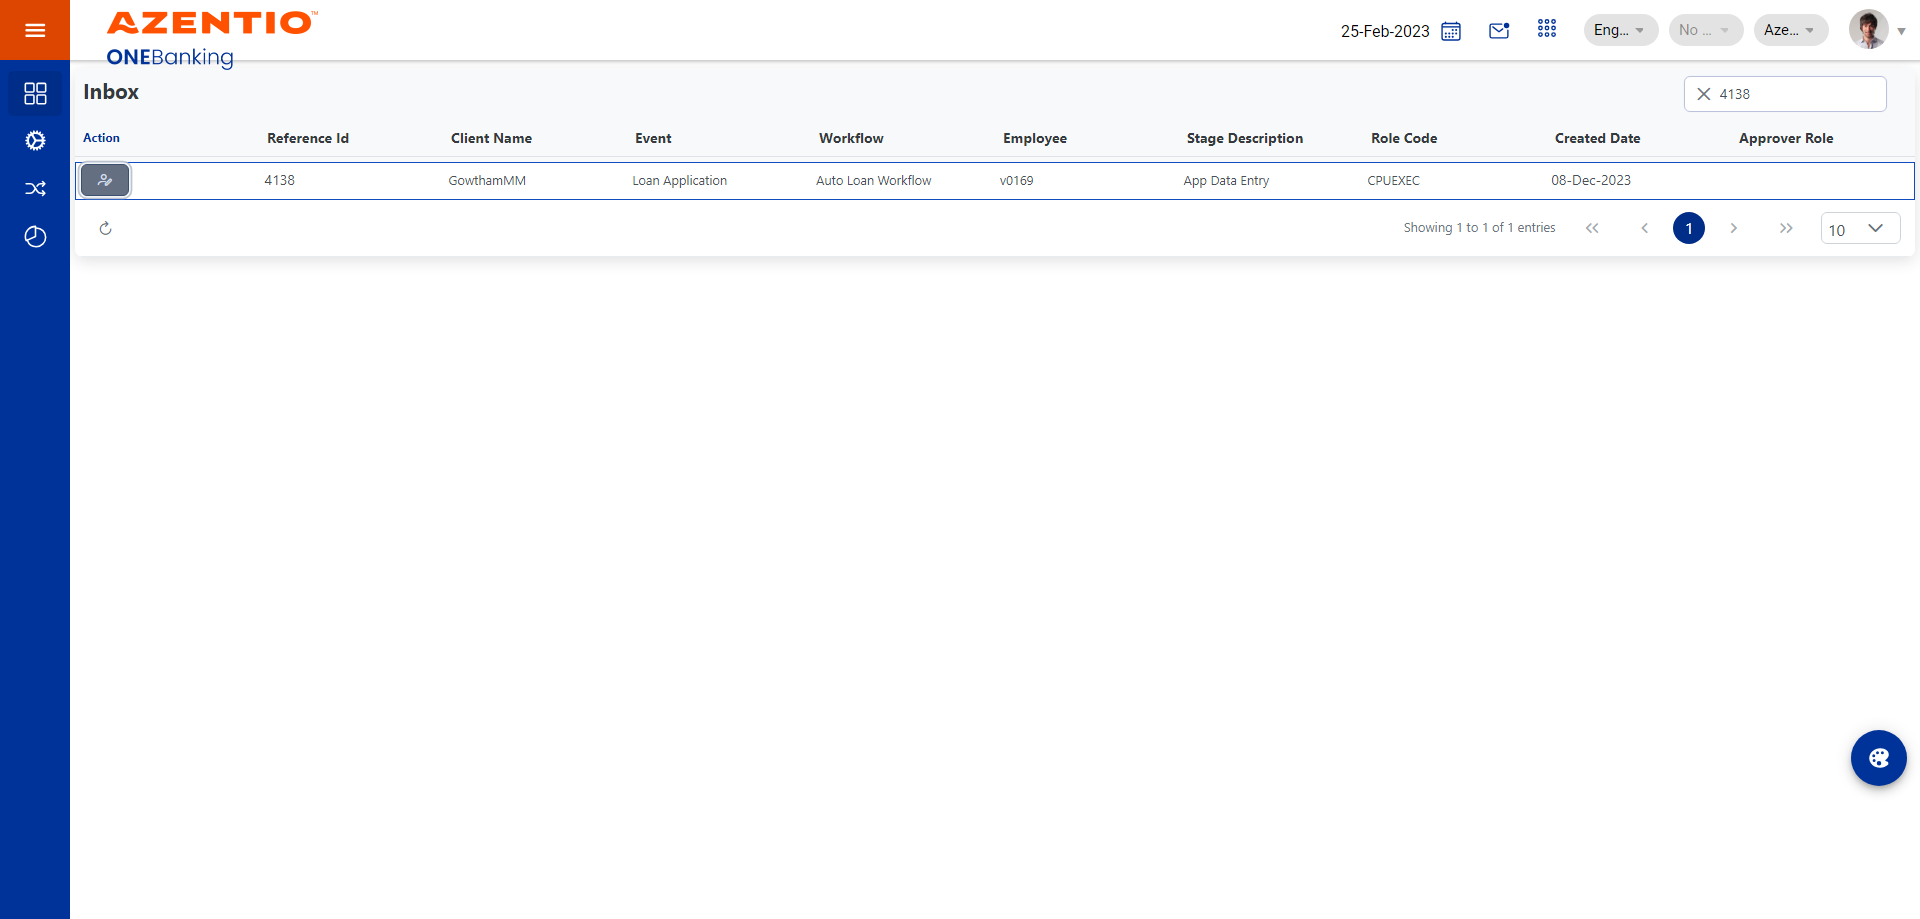 AZENTIO™
ONEBanking
25-Feb-2023
Eng...
No ...
Aze...
Inbox
4138
Action Reference Id Client Name Event Workflow Employee Stage Description Role Code Created Date Approver Role
4138 GowthamMM Loan Application Auto Loan Workflow v0169 App Data Entry CPUEXEC 08-Dec-2023
Showing 1 to 1 of 1 entries
1
10